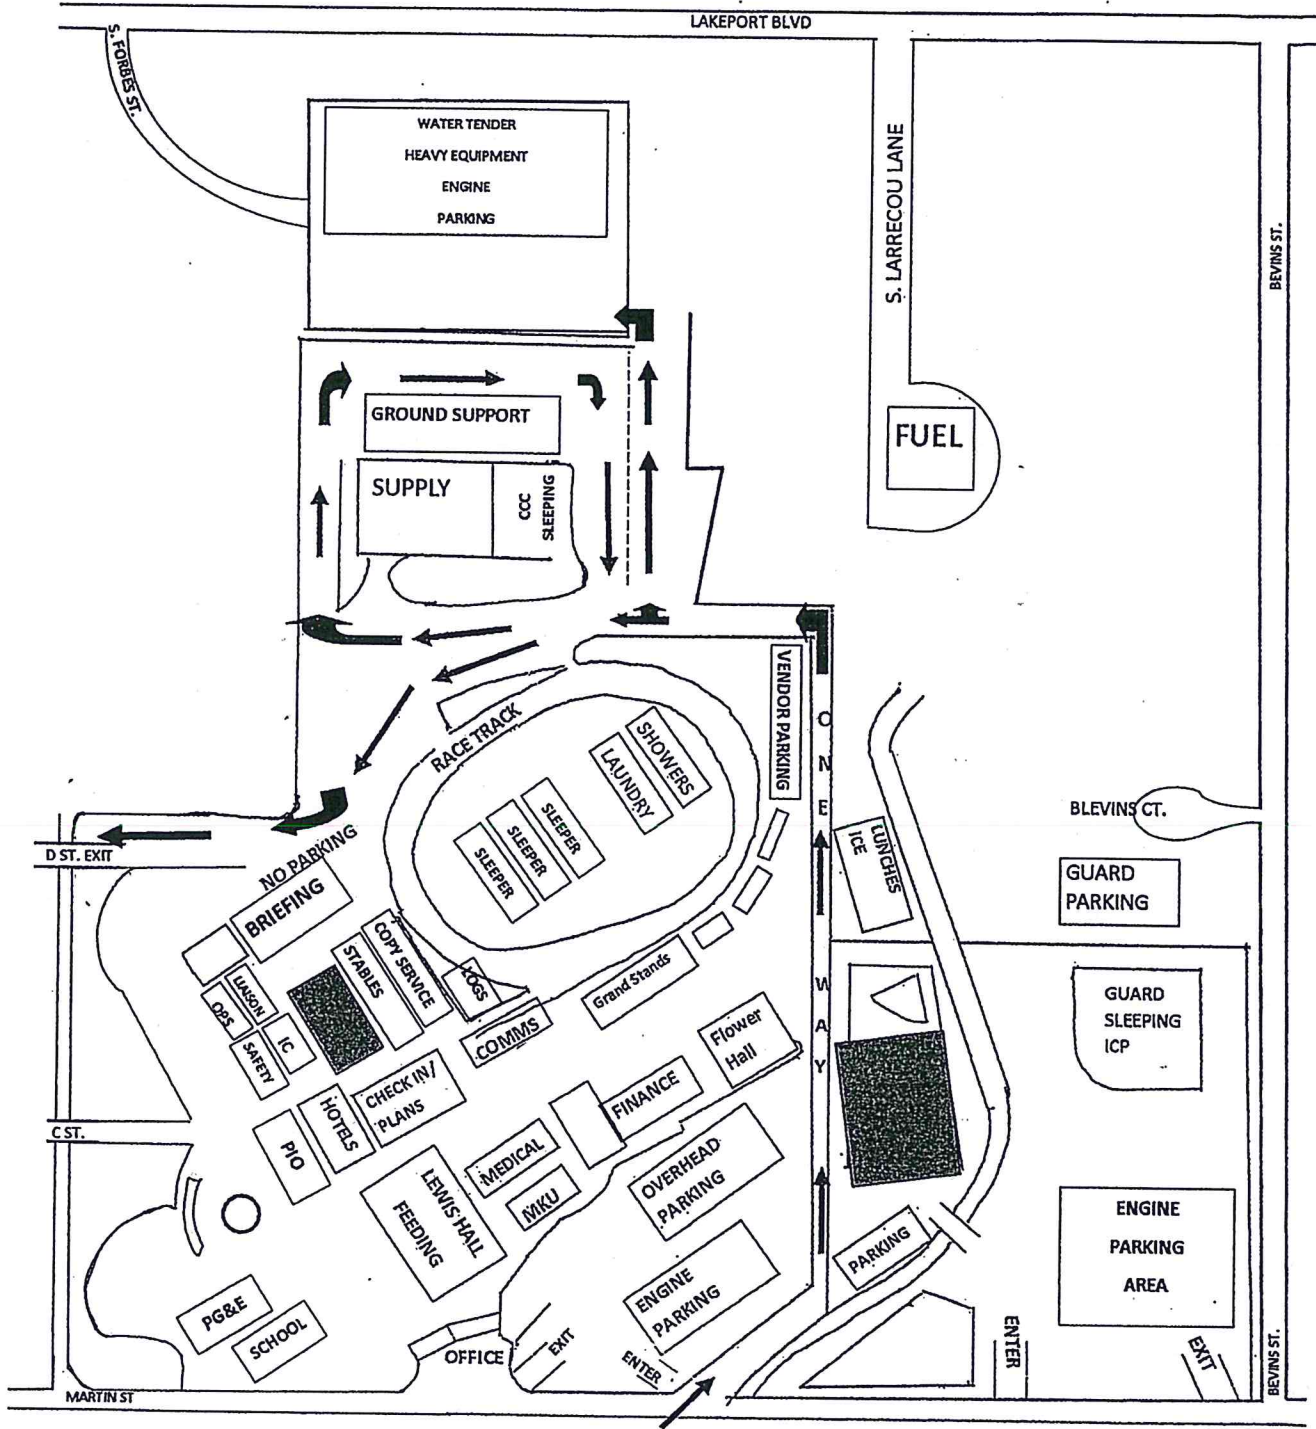 LAKEPORT BLVD
S. FORBES ST.
WATER TENDER
HEAVY EQUIPMENT
ENGINE
PARKING
S. LARRECOU LANE
BEVINS ST.
GROUND SUPPORT
FUEL
SUPPLY
CCC
SLEEPING
VENDOR PARKING
ONE WAY
RACE TRACK
SHOWERS
LAUNDRY
SLEEPER
SLEEPER
SLEEPER
BLEVINS CT.
LUNCHES
ICE
D ST. EXIT
NO PARKING
BRIEFING
GUARD
PARKING
COPY SERVICE
STABLES
LOGS
Grand Stands
LIAISON
OPS
IC
SAFETY
COMMS
Flower
Hall
GUARD
SLEEPING
ICP
CHECK IN/
PLANS
HOTELS
FINANCE
C ST.
PIO
MEDICAL
MKU
OVERHEAD
PARKING
LEWIS HALL
FEEDING
ENGINE
PARKING
AREA
PARKING
ENGINE
PARKING
PG&E
SCHOOL
OFFICE
EXIT
ENTER
ENTER
EXIT
BEVINS ST.
MARTIN ST